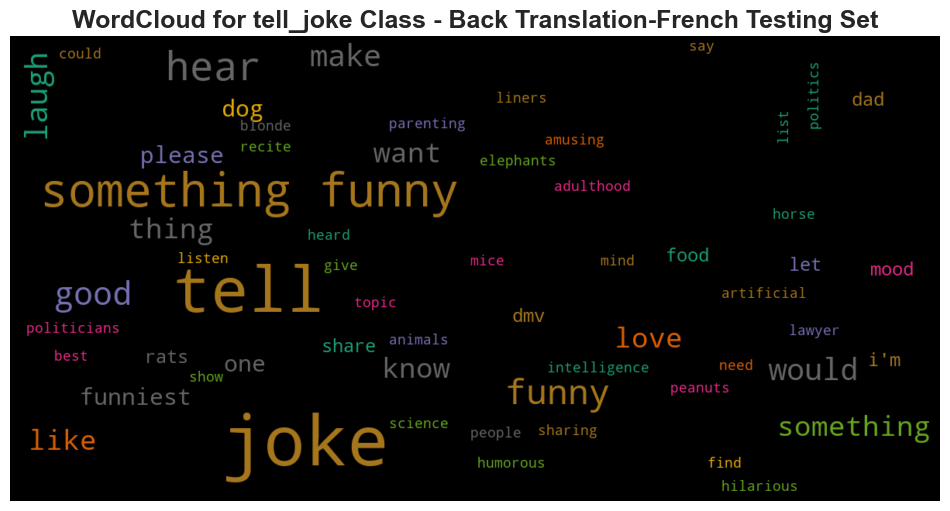 WordCloud for tell_joke Class - Back Translation-French Testing Set
could
say
laugh
hear
make
politics
dad
liners
dog
list
blonde
parenting
amusing
please
recite
want
elephants
something funny
adulthood
thing
heard
horse
listen
give
mice
mind
food
let
mood
good
tell
topic
artificial
dmv
politicians
share
animals
love
lawyer
best
rats
one
know
intelligence
need
would
i'm
show
funniest
funny
peanuts
like
joke
science
people
sharing
something
humorous
find
hilarious